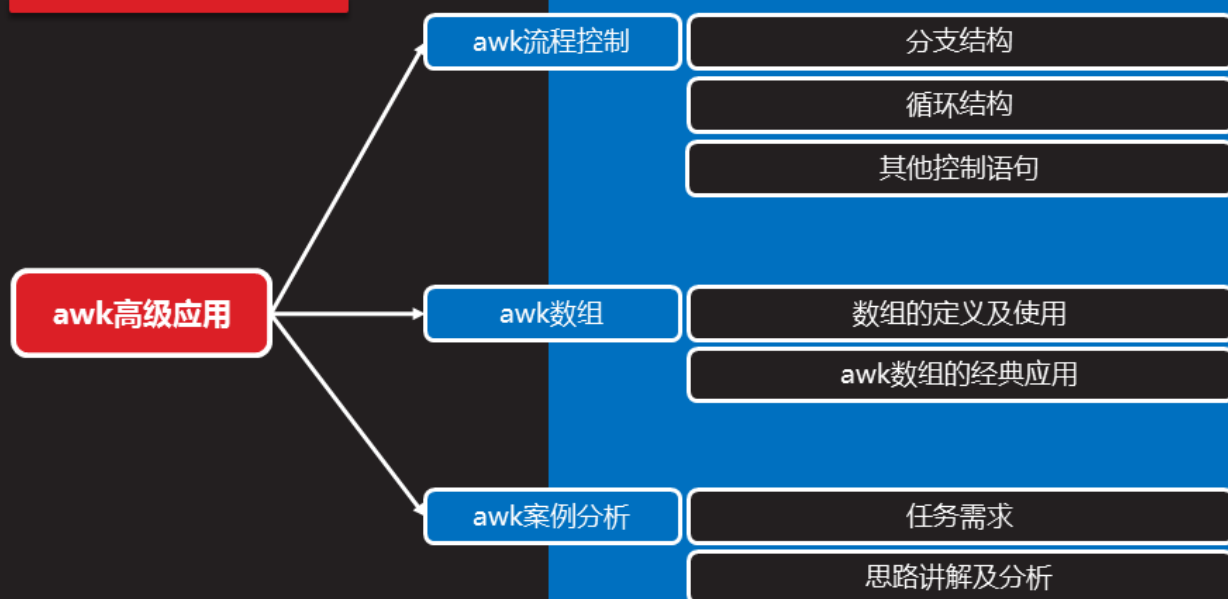 awk高级应用
awk流程控制
分支结构
循环结构
其他控制语句
awk数组
数组的定义及使用
awk数组的经典应用
awk案例分析
任务需求
思路讲解及分析